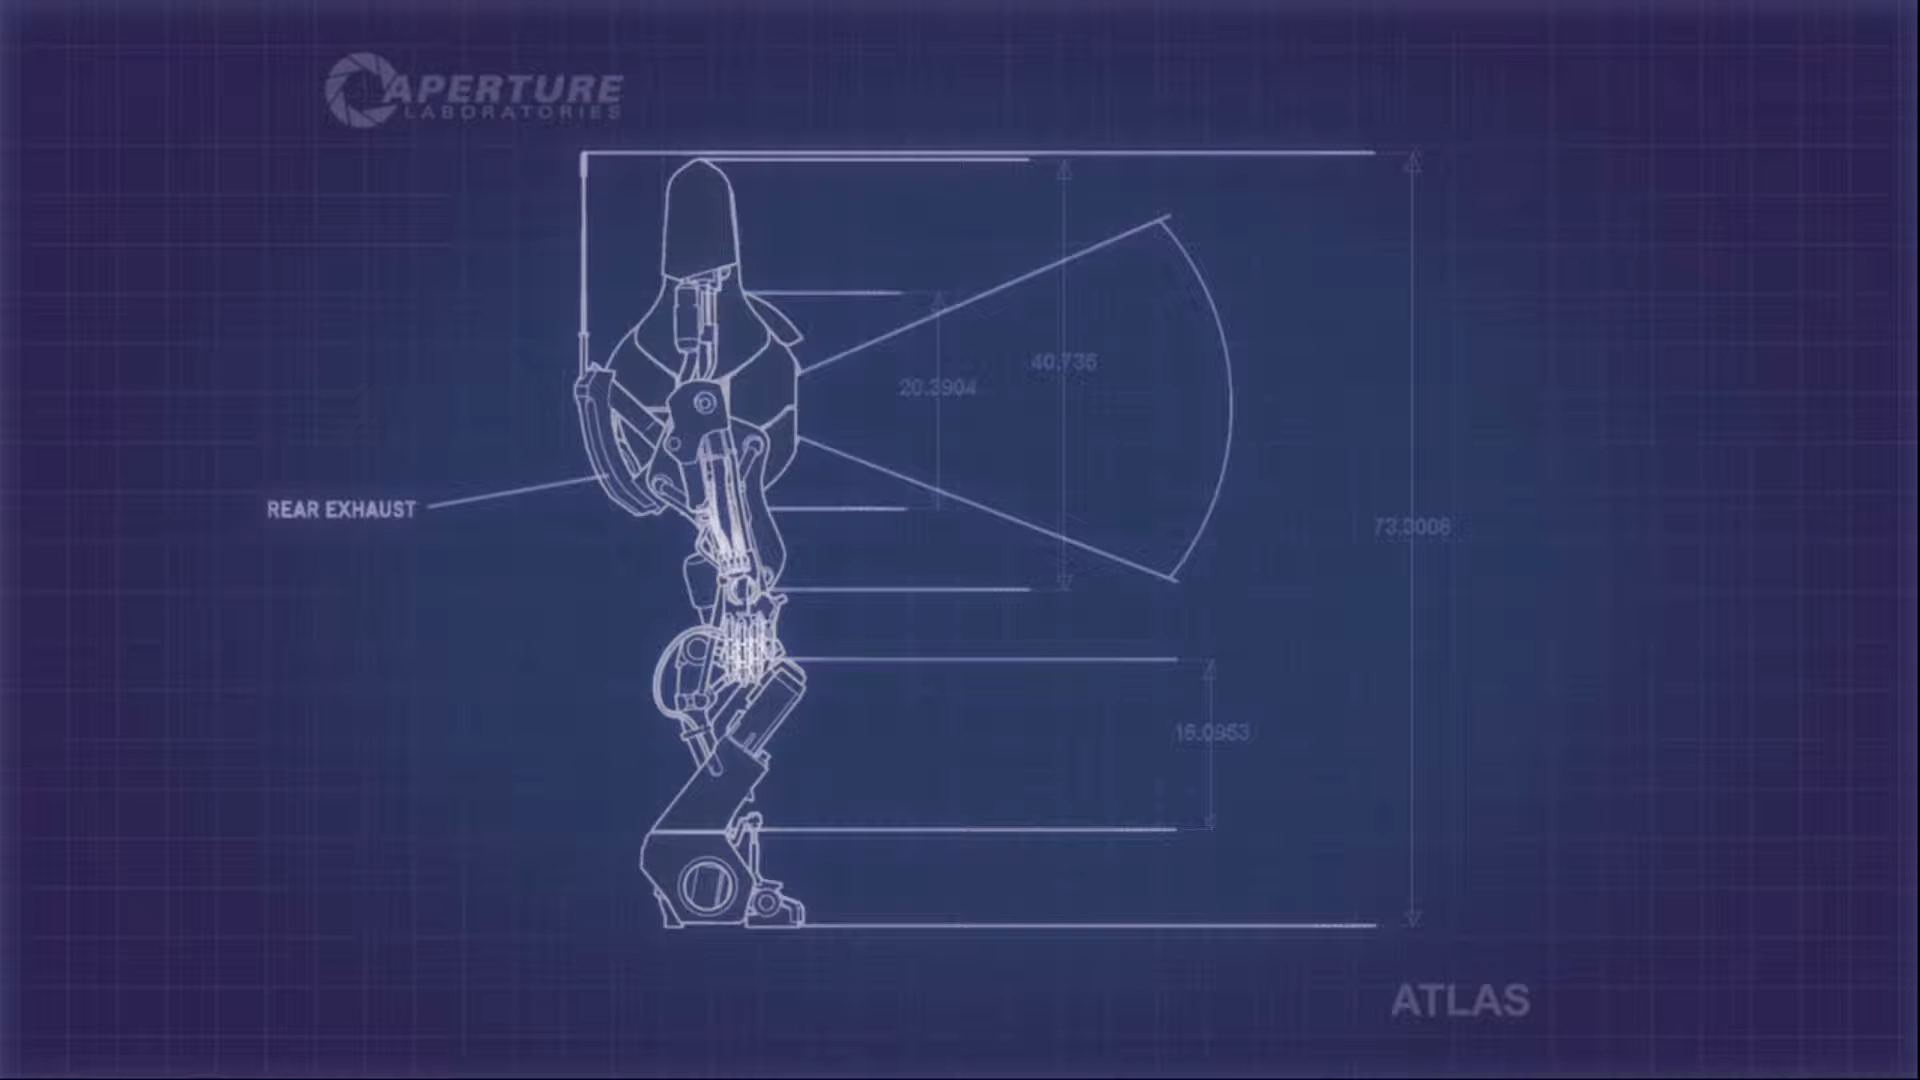 APERTURE
LABORATORIES
40.736
20.3904
REAR EXHAUST
73.3006
16.0953
ATLAS